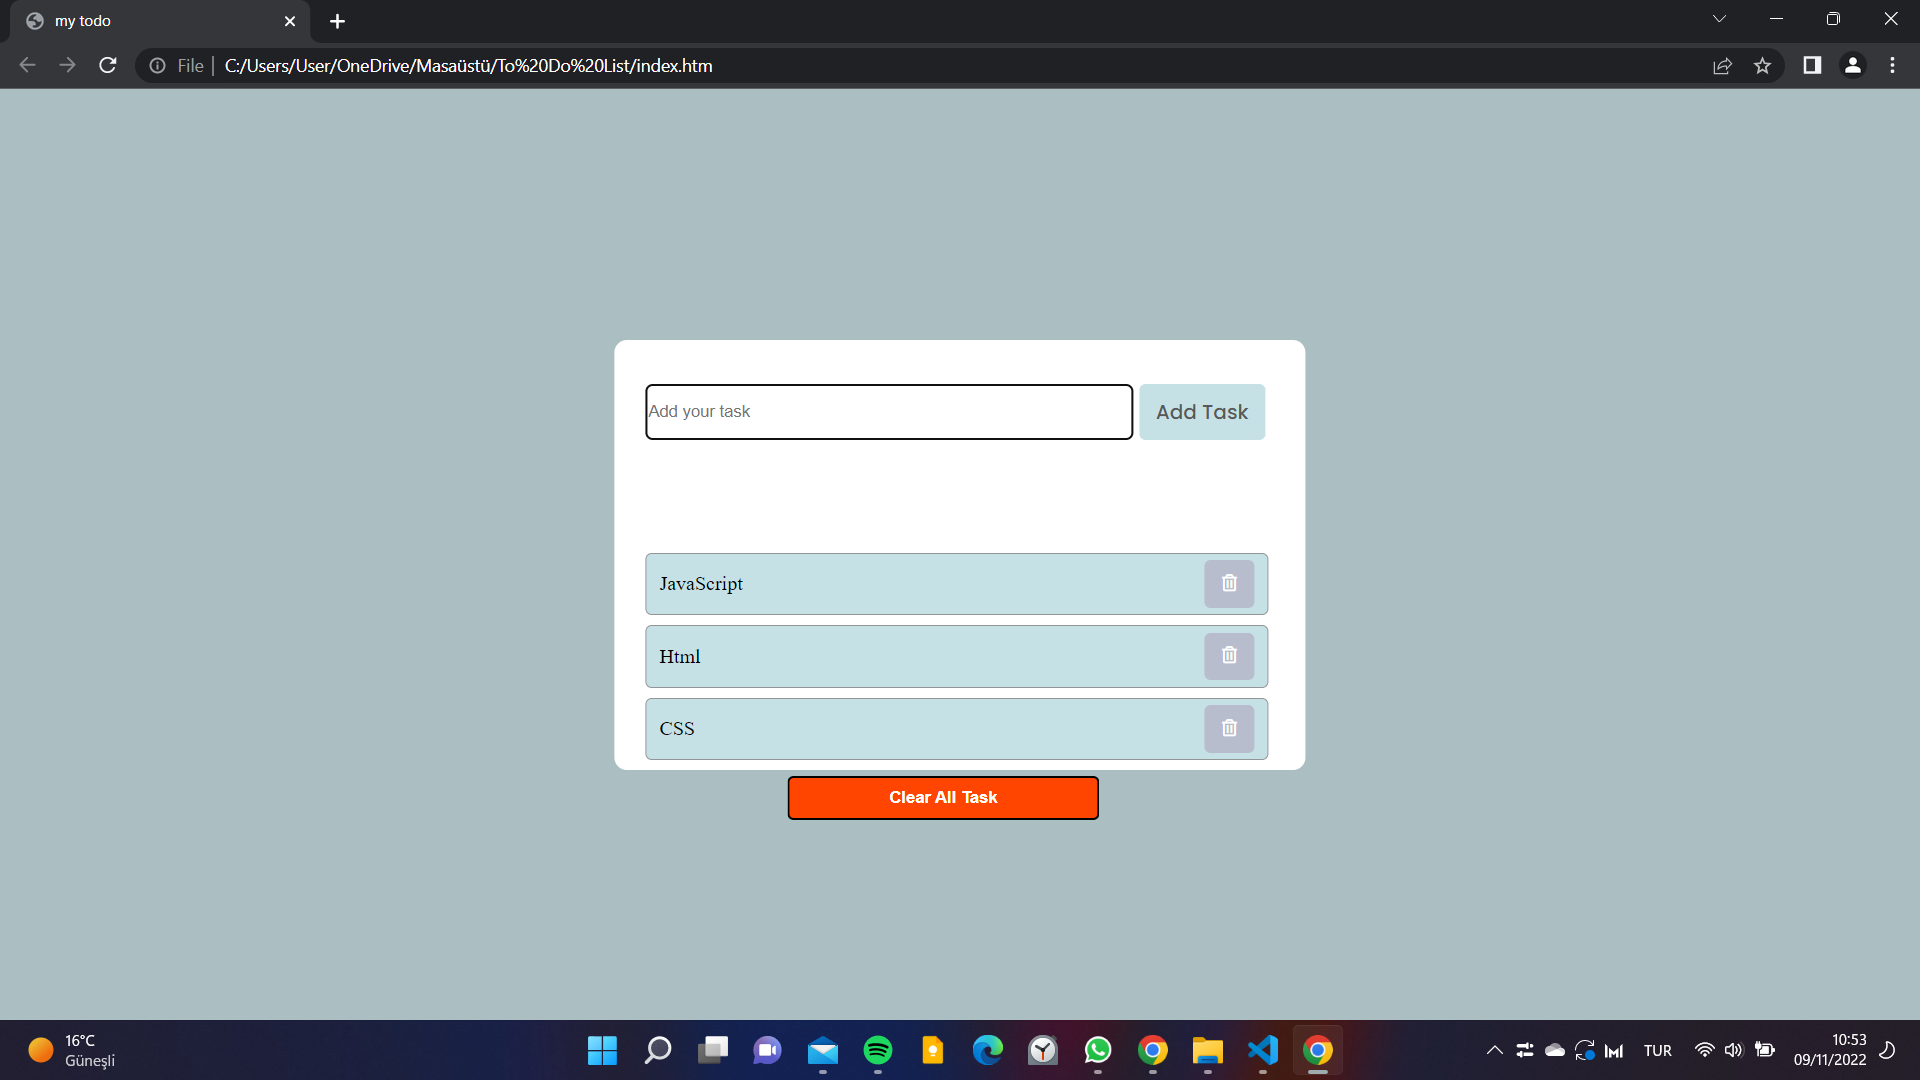 my todo
File
C:/Users/User/OneDrive/Masaüstü/To%20Do%20List/index.htm
Add your task
Add Task
JavaScript
Html
CSS
Clear All Task
16°C
Güneşli
TUR
10:53
09/11/2022